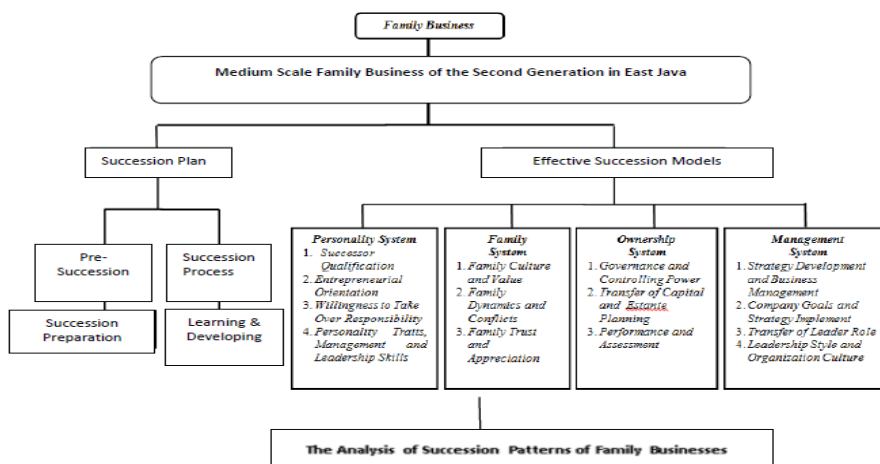 Family Business
Medium Scale Family Business of the Second Generation in East Java
Succession Plan
Effective Succession Models
Pre-
Succession
Succession
Process
Succession
Preparation
Learning &
Developing
Personality System
1. Successor
Qualification
2. Entrepreneurial
Orientation
3. Willingness to Take
Over Responsibility
4. Personality Traits,
Management and
Leadership Skills
Family
System
1. Family Culture
and Value
2. Family
Dynamics and
Conflicts
3. Family Trust
and
Appreciation
Ownership
System
1. Governance and
Controlling Power
2. Transfer of Capital
and Estante
Planning
3. Performance and
Assessment
Management
System
1. Strategy Development
and Business
Management
2. Company Goals and
Strategy Implement
3. Transfer of Leader Role
4. Leadership Style and
Organization Culture
The Analysis of Succession Patterns of Family Businesses